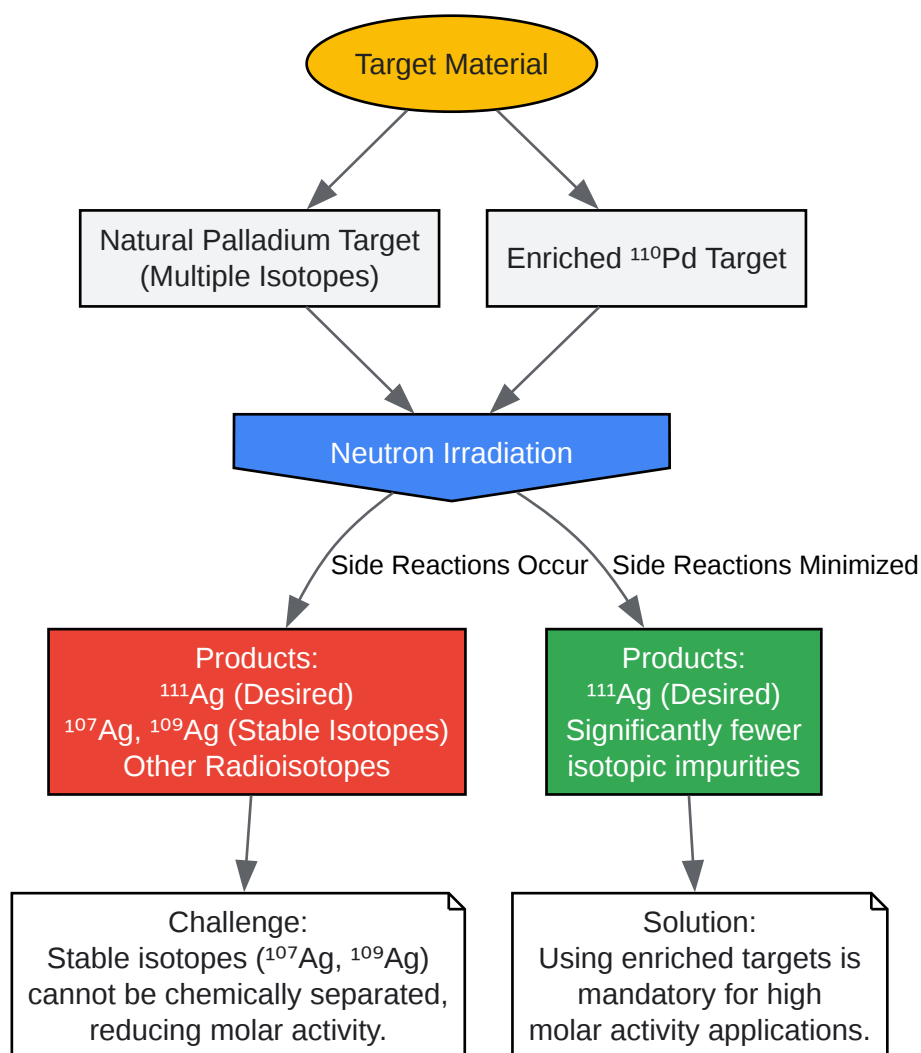 Target Material
Natural Palladium Target
(Multiple Isotopes)
Enriched ¹¹⁰Pd Target
Neutron Irradiation
Side Reactions Occur
Side Reactions Minimized
Products:
¹¹¹Ag (Desired)
¹⁰⁷Ag, ¹⁰⁹Ag (Stable Isotopes)
Other Radioisotopes
Products:
¹¹¹Ag (Desired)
Significantly fewer
isotopic impurities
Challenge:
Stable isotopes (¹⁰⁷Ag, ¹⁰⁹Ag)
cannot be chemically separated,
reducing molar activity.
Solution:
Using enriched targets is
mandatory for high
molar activity applications.